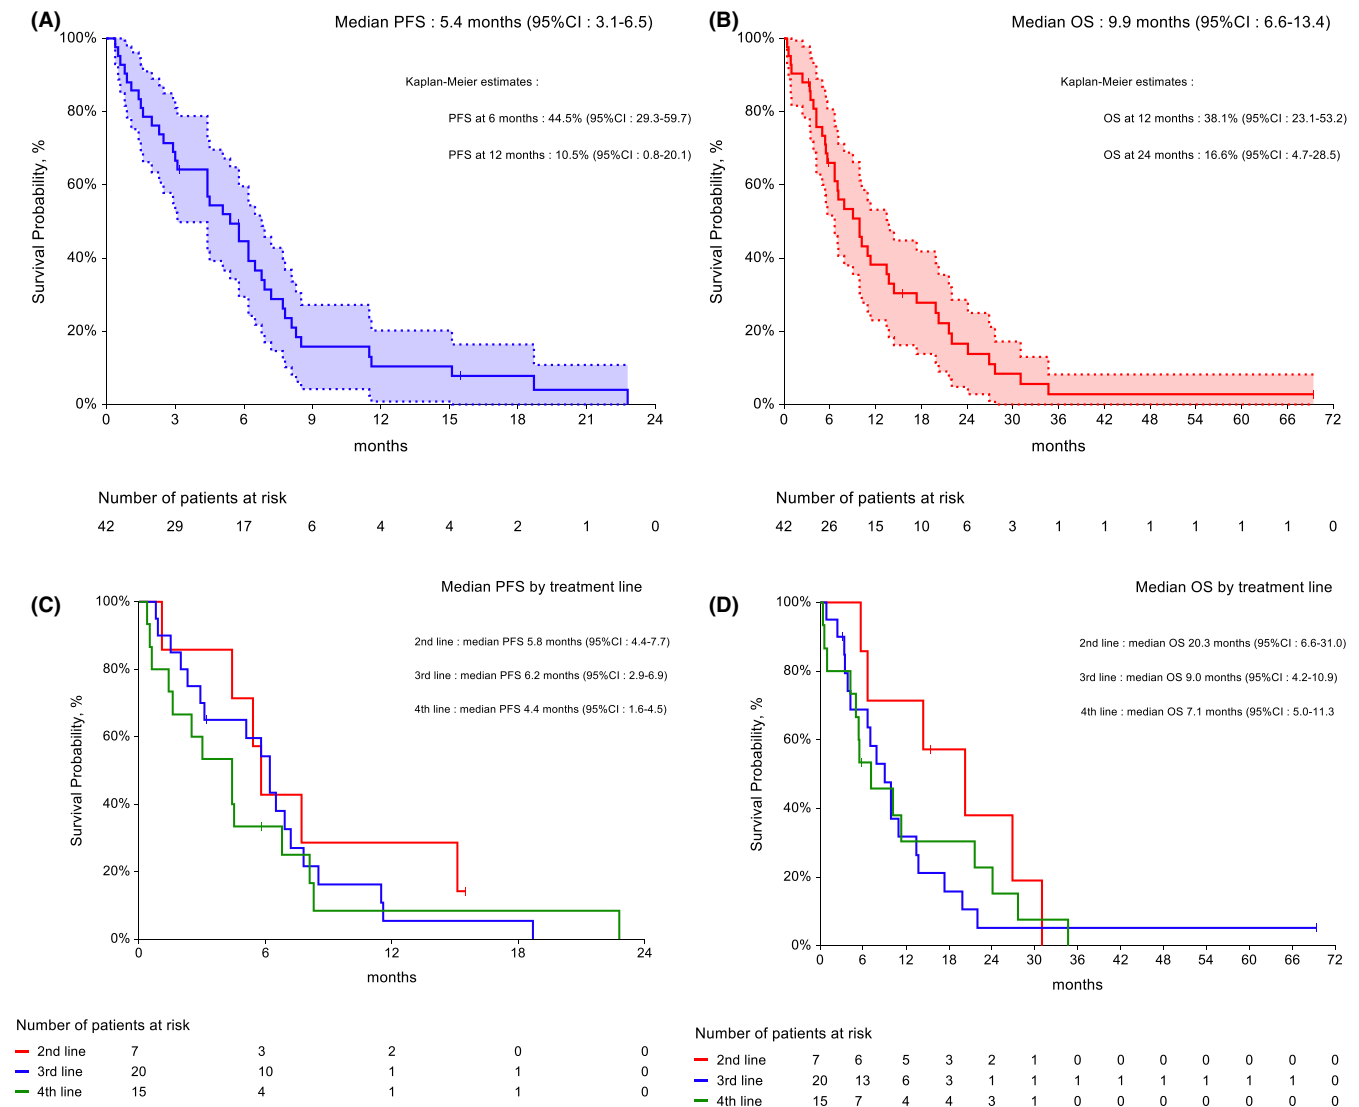 (A)
Median PFS : 5.4 months (95%CI : 3.1-6.5)
100%
80%
60%
40%
20%
0%
Survival Probability, %
Kaplan-Meier estimates :
PFS at 6 months : 44.5% (95%CI : 29.3-59.7)
PFS at 12 months : 10.5% (95%CI : 0.8-20.1)
0 3 6 9 12 15 18 21 24
months
Number of patients at risk
42 29 17 6 4 4 2 1 0
(B)
Median OS : 9.9 months (95%CI : 6.6-13.4)
100%
80%
60%
40%
20%
0%
Survival Probability, %
Kaplan-Meier estimates :
OS at 12 months : 38.1% (95%CI : 23.1-53.2)
OS at 24 months : 16.6% (95%CI : 4.7-28.5)
0 6 12 18 24 30 36 42 48 54 60 66 72
months
Number of patients at risk
42 26 15 10 6 3 1 1 1 1 1 1 0
(C)
Median PFS by treatment line
100%
80%
60%
40%
20%
0%
Survival Probability, %
2nd line : median PFS 5.8 months (95%CI : 4.4-7.7)
3rd line : median PFS 6.2 months (95%CI : 2.9-6.9)
4th line : median PFS 4.4 months (95%CI : 1.6-4.5)
0 6 12 18 24
months
Number of patients at risk
2nd line 7 3 2 0 0
3rd line 20 10 1 1 0
4th line 15 4 1 1 0
(D)
Median OS by treatment line
100%
80%
60%
40%
20%
0%
Survival Probability, %
2nd line : median OS 20.3 months (95%CI : 6.6-31.0)
3rd line : median OS 9.0 months (95%CI : 4.2-10.9)
4th line : median OS 7.1 months (95%CI : 5.0-11.3
0 6 12 18 24 30 36 42 48 54 60 66 72
months
Number of patients at risk
2nd line 7 6 5 3 2 1 0 0 0 0 0 0 0
3rd line 20 13 6 3 1 1 1 1 1 1 1 1 0
4th line 15 7 4 4 3 1 0 0 0 0 0 0 0